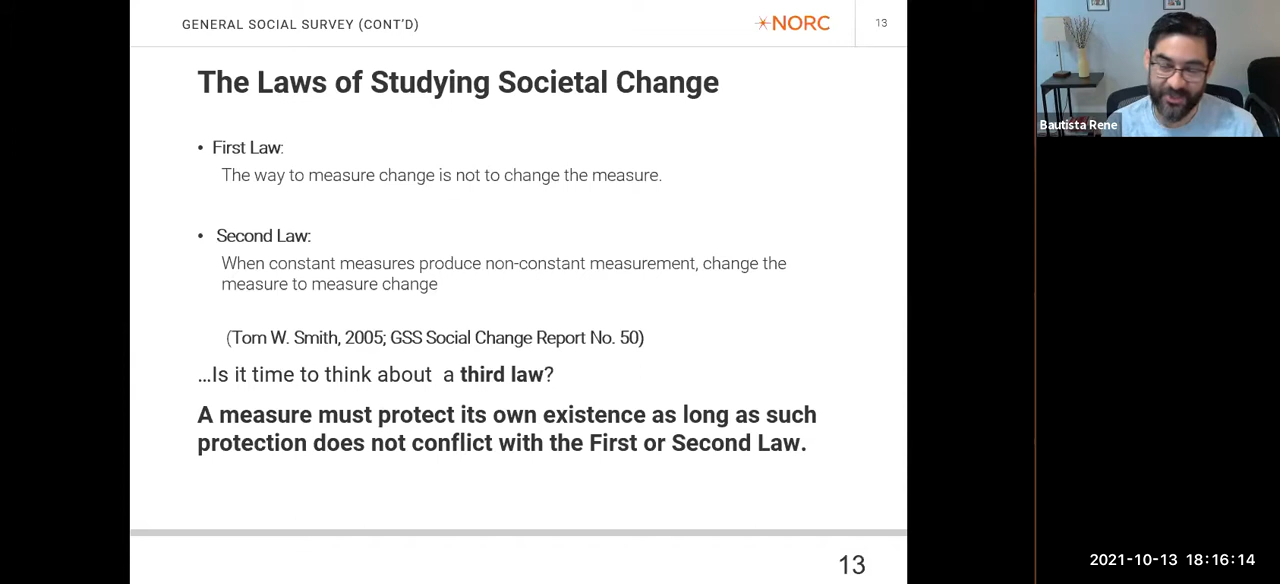 GENERAL SOCIAL SURVEY (CONT'D)
NORC
13
The Laws of Studying Societal Change
• First Law:
The way to measure change is not to change the measure.
• Second Law:
When constant measures produce non-constant measurement, change the
measure to measure change
(Tom W. Smith, 2005; GSS Social Change Report No. 50)
...Is it time to think about a third law?
A measure must protect its own existence as long as such
protection does not conflict with the First or Second Law.
13
Bautista Rene
2021-10-13 18:16:14